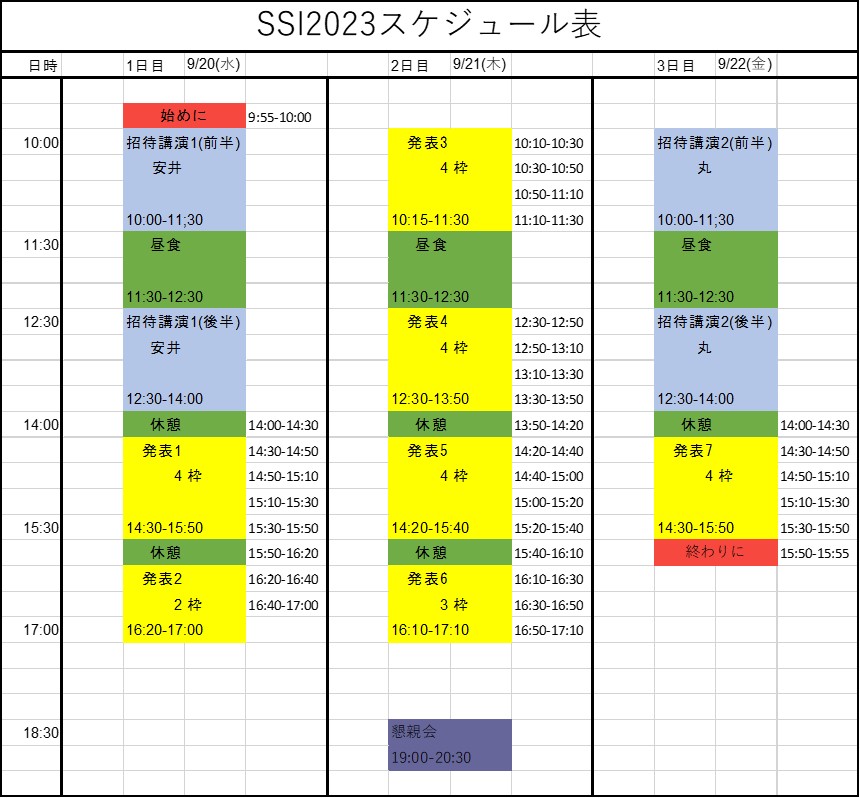 SSI2023スケジュール表
日時 1日目 9/20(水) 2日目 9/21(木) 3日目 9/22(金)
始めに 9:55-10:00
10:00 招待講演1(前半) 発表3 10:10-10:30 招待講演2(前半)
安井 4 枠 10:30-10:50 丸
10:50-11:10
10:00-11;30 10:15-11:30 11:10-11:30 10:00-11;30
11:30 昼食 昼食 昼食
11:30-12:30 11:30-12:30 11:30-12:30
12:30 招待講演1(後半) 発表4 12:30-12:50 招待講演2(後半)
安井 4 枠 12:50-13:10 丸
13:10-13:30
12:30-14:00 12:30-13:50 13:30-13:50 12:30-14:00
14:00 休憩 14:00-14:30 休憩 13:50-14:20 休憩 14:00-14:30
発表1 14:30-14:50 発表5 14:20-14:40 発表7 14:30-14:50
4 枠 14:50-15:10 4 枠 14:40-15:00 4 枠 14:50-15:10
15:10-15:30 15:00-15:20 15:10-15:30
15:30 14:30-15:50 15:30-15:50 14:20-15:40 15:20-15:40 14:30-15:50 15:30-15:50
休憩 15:50-16:20 休憩 15:40-16:10 終わりに 15:50-15:55
発表2 16:20-16:40 発表6 16:10-16:30
2 枠 16:40-17:00 3 枠 16:30-16:50
17:00 16:20-17:00 16:10-17:10 16:50-17:10
18:30 懇親会
19:00-20:30